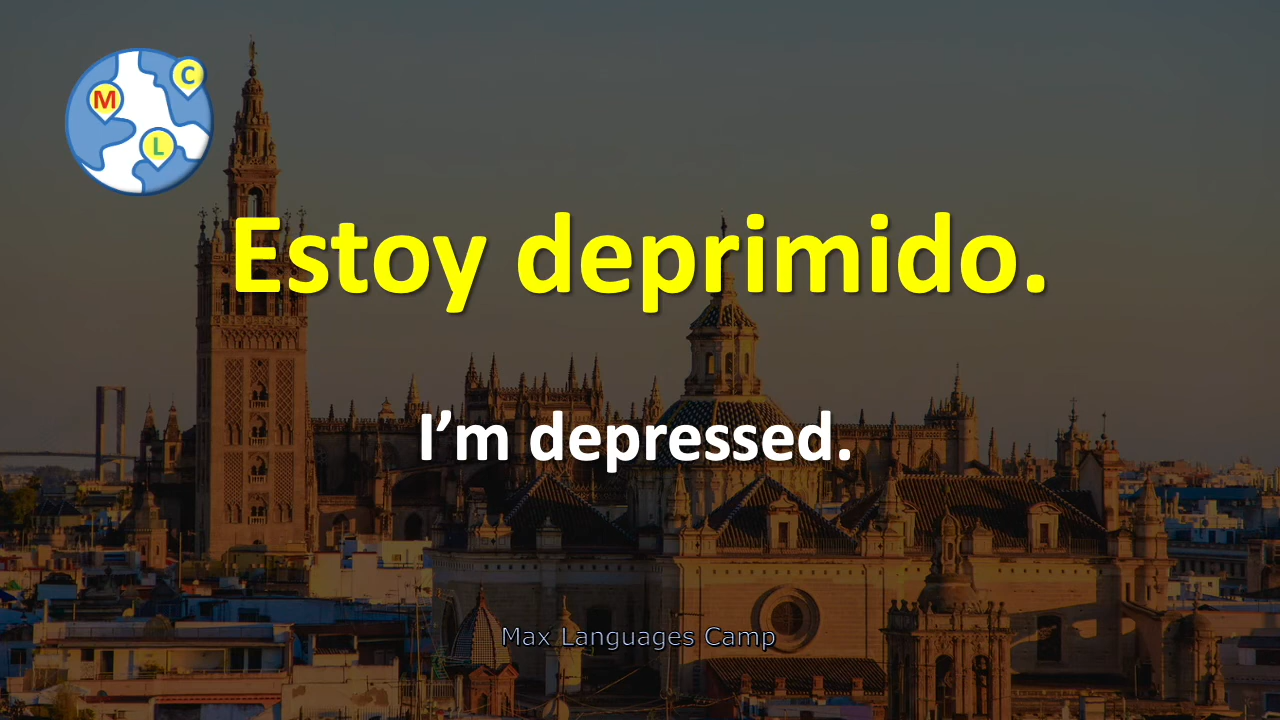 M
C
L
Estoy deprimido.
I’m depressed.
Max Languages Camp